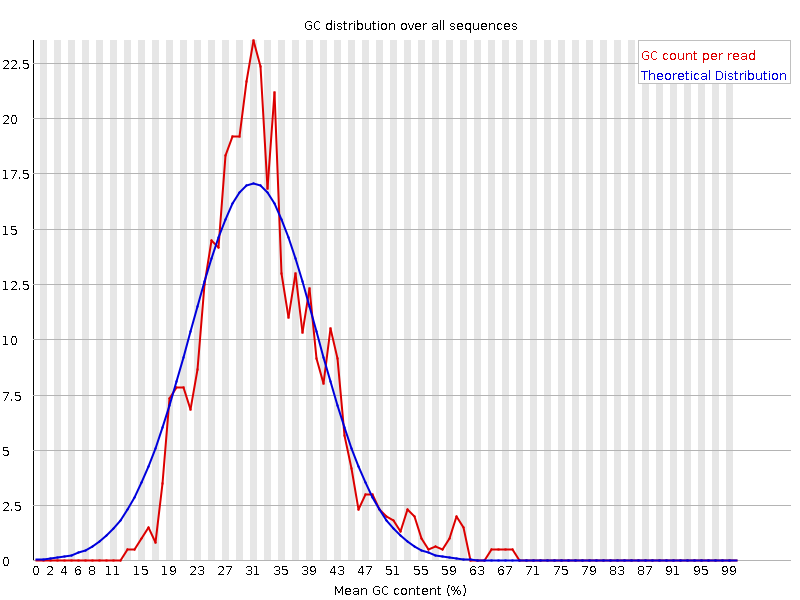 GC distribution over all sequences
GC count per read
Theoretical Distribution
22.5
20
17.5
15
12.5
10
7.5
5
2.5
0
0 2 4 6 8 11 15 19 23 27 31 35 39 43 47 51 55 59 63 67 71 75 79 83 87 91 95 99
Mean GC content (%)